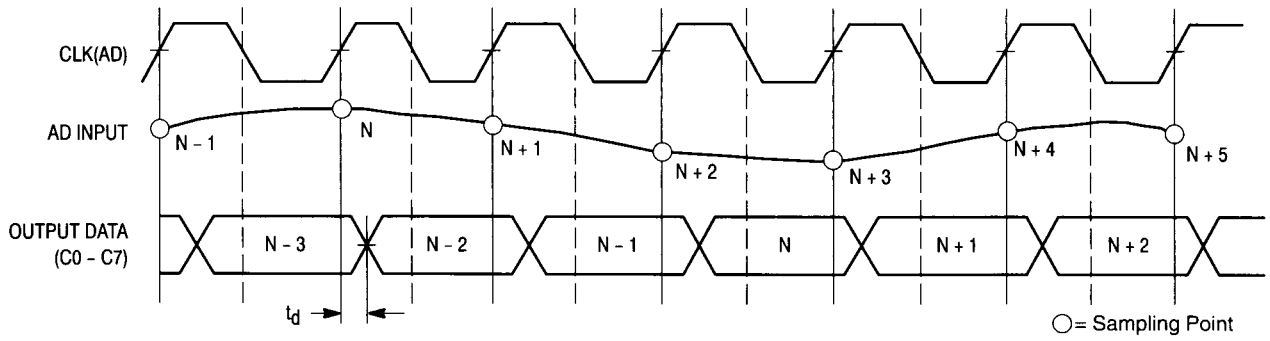 CLK(AD)
AD INPUT
N – 1
N
N + 1
N + 2
N + 3
N + 4
N + 5
OUTPUT DATA
(C0 – C7)
N – 3
N – 2
N – 1
N
N + 1
N + 2
td
= Sampling Point